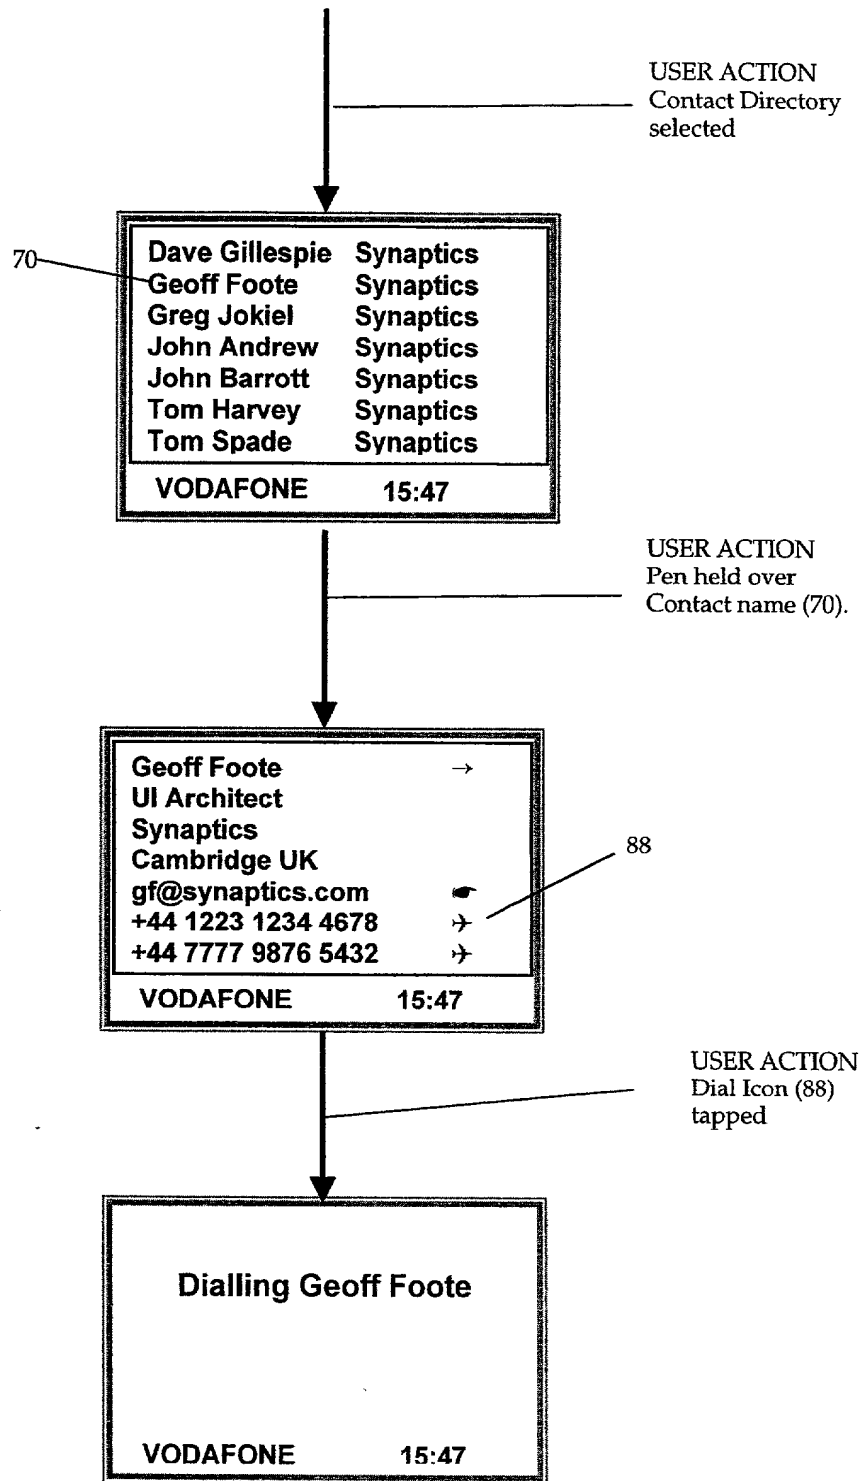 USER ACTION
Contact Directory
selected
70
Dave Gillespie Synaptics
Geoff Foote Synaptics
Greg Jokiel Synaptics
John Andrew Synaptics
John Barrott Synaptics
Tom Harvey Synaptics
Tom Spade Synaptics
VODAFONE 15:47
USER ACTION
Pen held over
Contact name (70).
Geoff Foote →
UI Architect
Synaptics
Cambridge UK
88
gf@synaptics.com ☛
+44 1223 1234 4678 ✈
+44 7777 9876 5432 ✈
VODAFONE 15:47
USER ACTION
Dial Icon (88)
tapped
Dialling Geoff Foote
VODAFONE 15:47